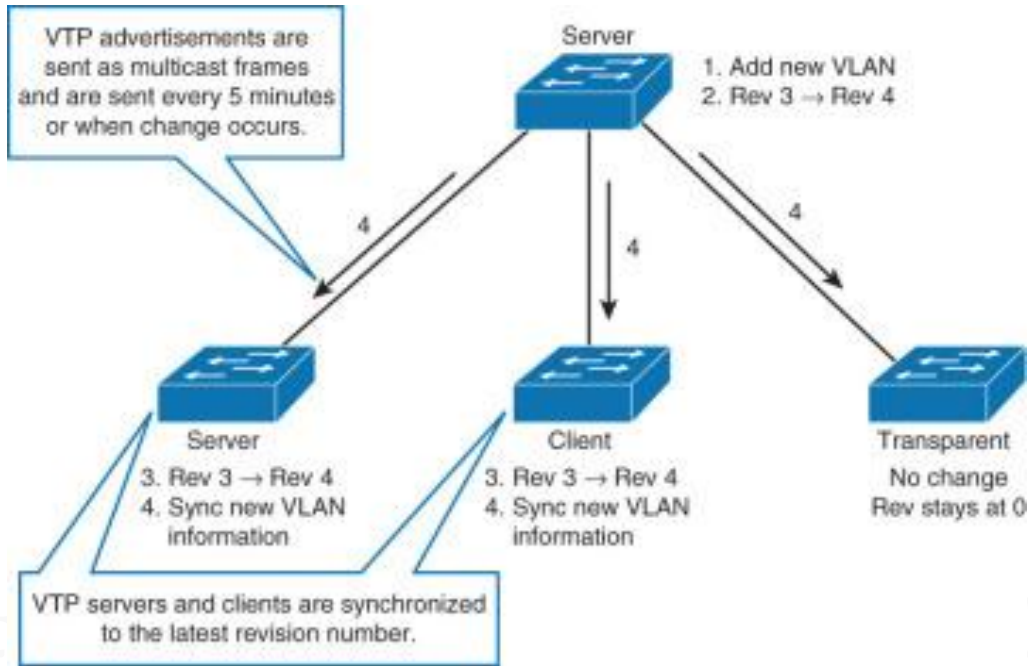 VTP advertisements are
sent as multicast frames
and are sent every 5 minutes
or when change occurs.
Server
1. Add new VLAN
2. Rev 3 → Rev 4
4
4
4
Server
3. Rev 3 → Rev 4
4. Sync new VLAN
information
Client
3. Rev 3 → Rev 4
4. Sync new VLAN
information
Transparent
No change
Rev stays at 0
VTP servers and clients are synchronized
to the latest revision number.